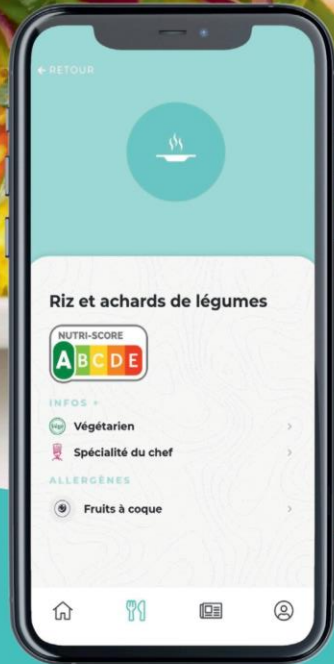 ← RETOUR
Riz et achards de légumes
NUTRI-SCORE
A B C D E
INFOS +
Végétarien
Spécialité du chef
ALLERGÈNES
Fruits à coque